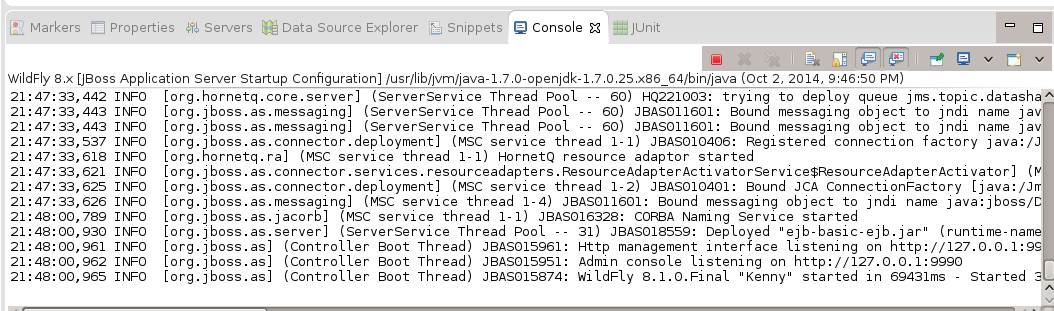 Markers Properties Servers Data Source Explorer Snippets Console JUnit
WildFly 8.x [JBoss Application Server Startup Configuration] /usr/lib/jvm/java-1.7.0-openjdk-1.7.0.25.x86_64/bin/java (Oct 2, 2014, 9:46:50 PM)
21:47:33,442 INFO [org.hornetq.core.server] (ServerService Thread Pool -- 60) HQ221003: trying to deploy queue jms.topic.datasha
21:47:33,443 INFO [org.jboss.as.messaging] (ServerService Thread Pool -- 60) JBAS011601: Bound messaging object to jndi name jav
21:47:33,443 INFO [org.jboss.as.messaging] (ServerService Thread Pool -- 60) JBAS011601: Bound messaging object to jndi name jav
21:47:33,537 INFO [org.jboss.as.connector.deployment] (MSC service thread 1-1) JBAS010406: Registered connection factory java:/J
21:47:33,618 INFO [org.hornetq.ra] (MSC service thread 1-1) HornetQ resource adaptor started
21:47:33,621 INFO [org.jboss.as.connector.services.resourceadapters.ResourceAdapterActivatorService$ResourceAdapterActivator] (M
21:47:33,625 INFO [org.jboss.as.connector.deployment] (MSC service thread 1-2) JBAS010401: Bound JCA ConnectionFactory [java:/Jm
21:47:33,626 INFO [org.jboss.as.messaging] (MSC service thread 1-4) JBAS011601: Bound messaging object to jndi name java:jboss/D
21:48:00,789 INFO [org.jboss.as.jacorb] (MSC service thread 1-1) JBAS016328: CORBA Naming Service started
21:48:00,930 INFO [org.jboss.as.server] (ServerService Thread Pool -- 31) JBAS018559: Deployed "ejb-basic-ejb.jar" (runtime-name
21:48:00,961 INFO [org.jboss.as] (Controller Boot Thread) JBAS015961: Http management interface listening on http://127.0.0.1:99
21:48:00,962 INFO [org.jboss.as] (Controller Boot Thread) JBAS015951: Admin console listening on http://127.0.0.1:9990
21:48:00,965 INFO [org.jboss.as] (Controller Boot Thread) JBAS015874: WildFly 8.1.0.Final "Kenny" started in 69431ms - Started 3